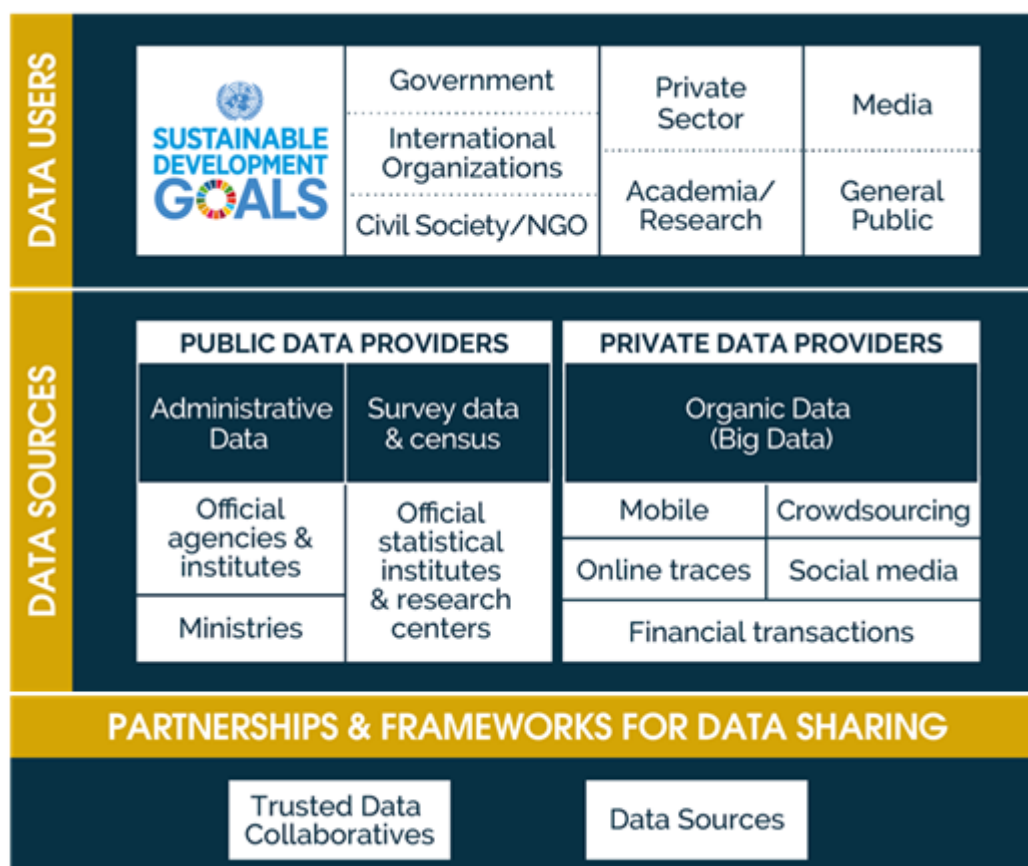 DATA USERS
SUSTAINABLE
DEVELOPMENT
GOALS
Government
International
Organizations
Civil Society/NGO
Private
Sector
Academia/
Research
Media
General
Public
DATA SOURCES
PUBLIC DATA PROVIDERS
Administrative
Data
Survey data
& census
Official
agencies &
institutes
Ministries
Official
statistical
institutes
& research
centers
PRIVATE DATA PROVIDERS
Organic Data
(Big Data)
Mobile
Crowdsourcing
Online traces
Social media
Financial transactions
PARTNERSHIPS & FRAMEWORKS FOR DATA SHARING
Trusted Data
Collaboratives
Data Sources